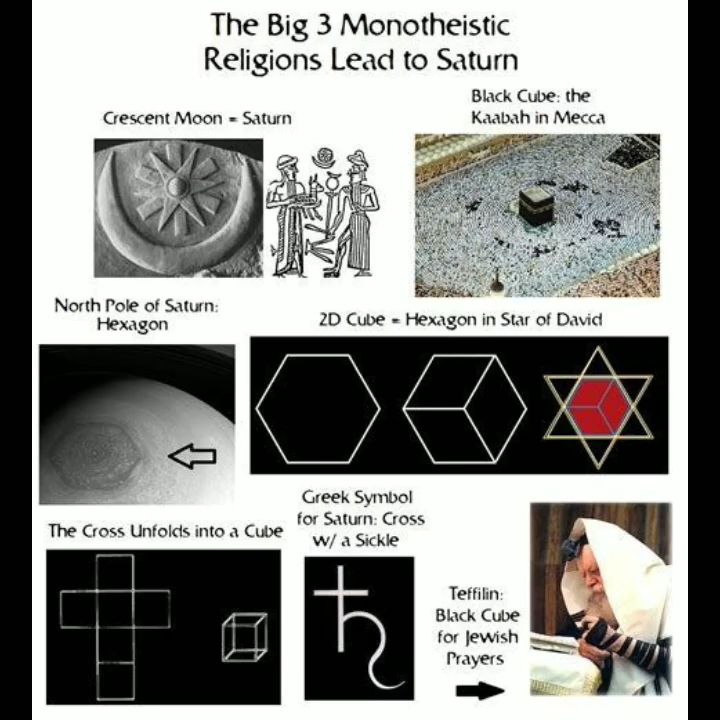 The Big 3 Monotheistic
Religions Lead to Saturn
Crescent Moon = Saturn
Black Cube: the
Kaabah in Mecca
North Pole of Saturn:
Hexagon
2D Cube = Hexagon in Star of David
The Cross Unfolds into a Cube
Greek Symbol
for Saturn: Cross
w/ a Sickle
Teffilin:
Black Cube
for Jewish
Prayers